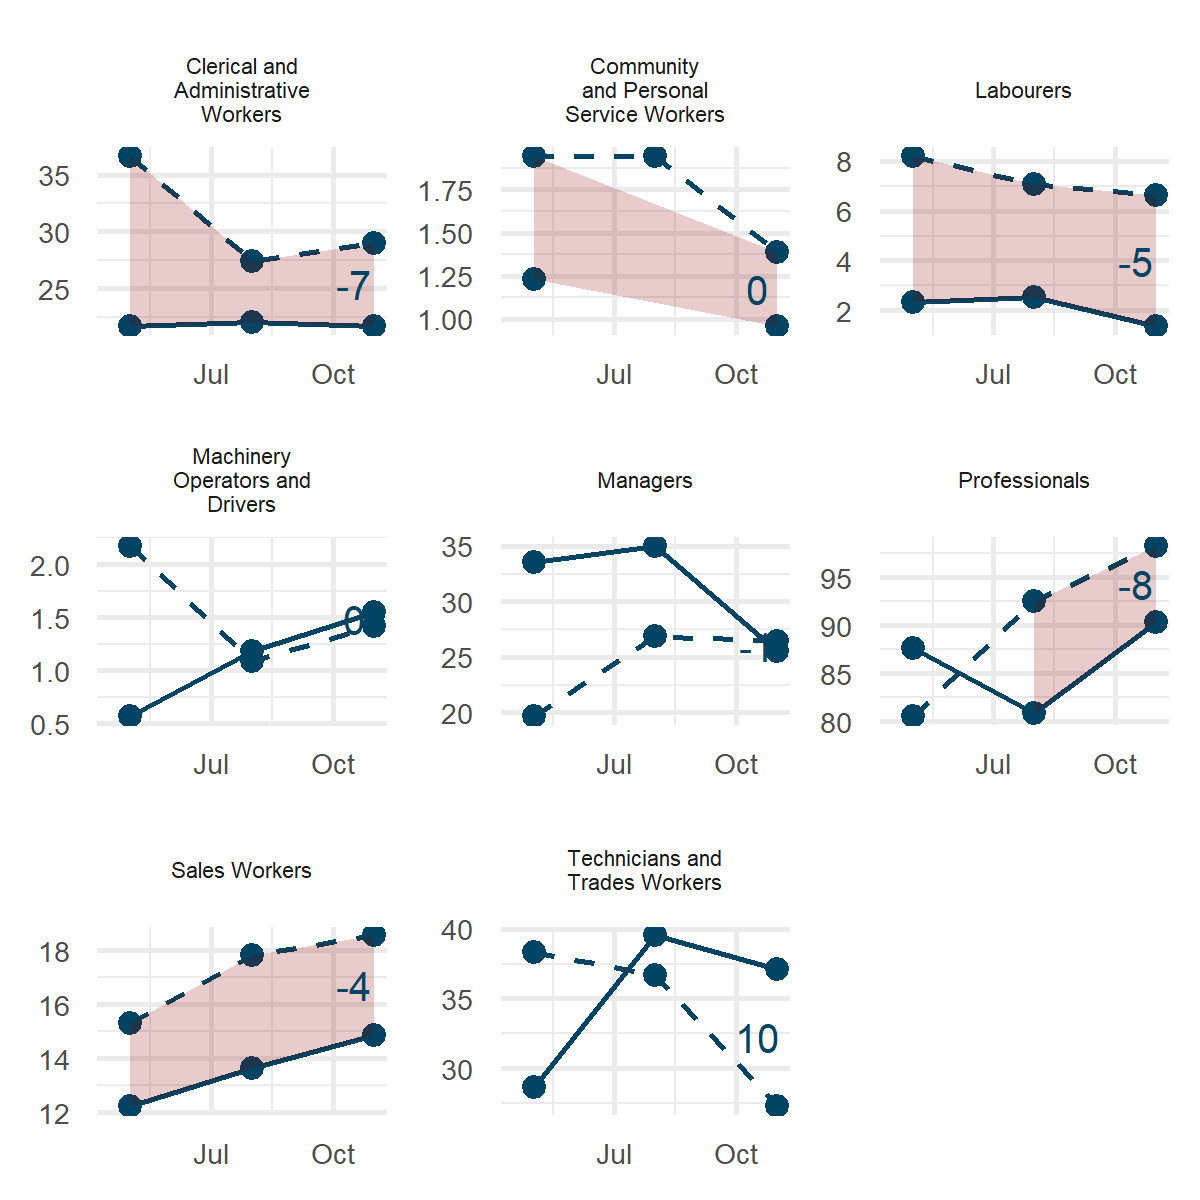 Clerical and
Administrative
Workers
35
30
25
-7
Jul Oct
Community
and Personal
Service Workers
1.75
1.50
1.25
1.00
0
Jul Oct
Labourers
8
6
4
2
-5
Jul Oct
Machinery
Operators and
Drivers
2.0
1.5
1.0
0.5
0
Jul Oct
Managers
35
30
25
20
-1
Jul Oct
Professionals
95
90
85
80
-8
Jul Oct
Sales Workers
18
16
14
12
-4
Jul Oct
Technicians and
Trades Workers
40
35
30
10
Jul Oct